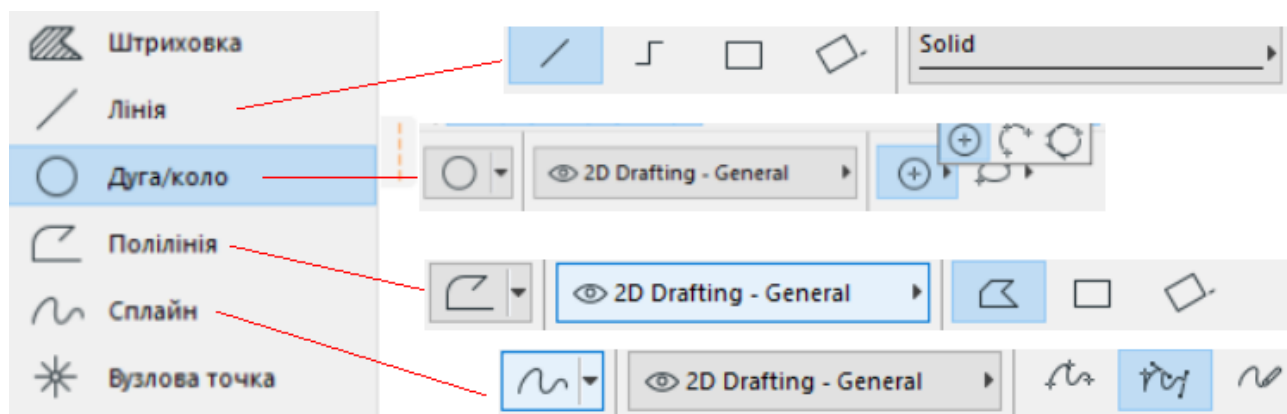 Штриховка
Solid
Лінія
Дуга/коло
2D Drafting - General
Полілінія
2D Drafting - General
Сплайн
2D Drafting - General
Вузлова точка